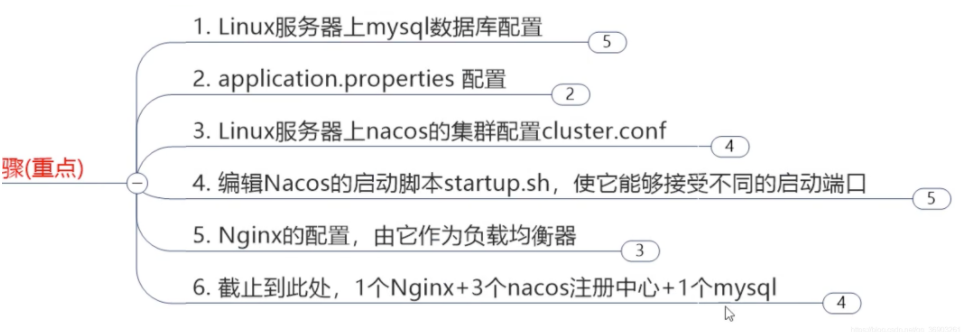 1. Linux服务器上mysql数据库配置
5
2. application.properties 配置
2
3. Linux服务器上nacos的集群配置cluster.conf
4
骤(重点)
4. 编辑Nacos的启动脚本startup.sh，使它能够接受不同的启动端口
5
5. Nginx的配置，由它作为负载均衡器
3
6. 截止到此处，1个Nginx+3个nacos注册中心+1个mysql
4